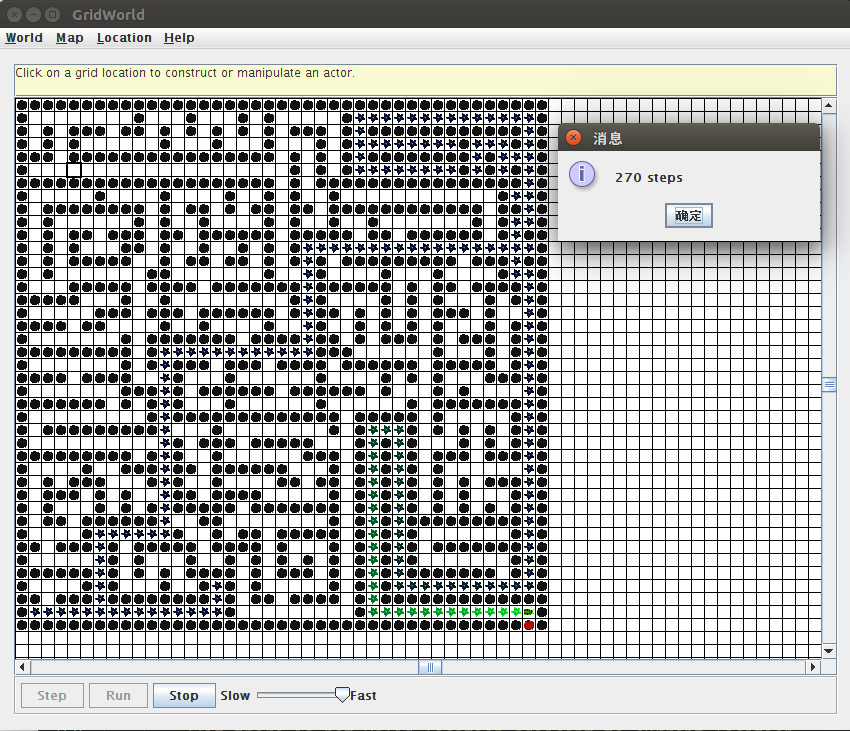 GridWorld
World Map Location Help
Click on a grid location to construct or manipulate an actor.
消息
270 steps
确定
Step Run Stop Slow Fast